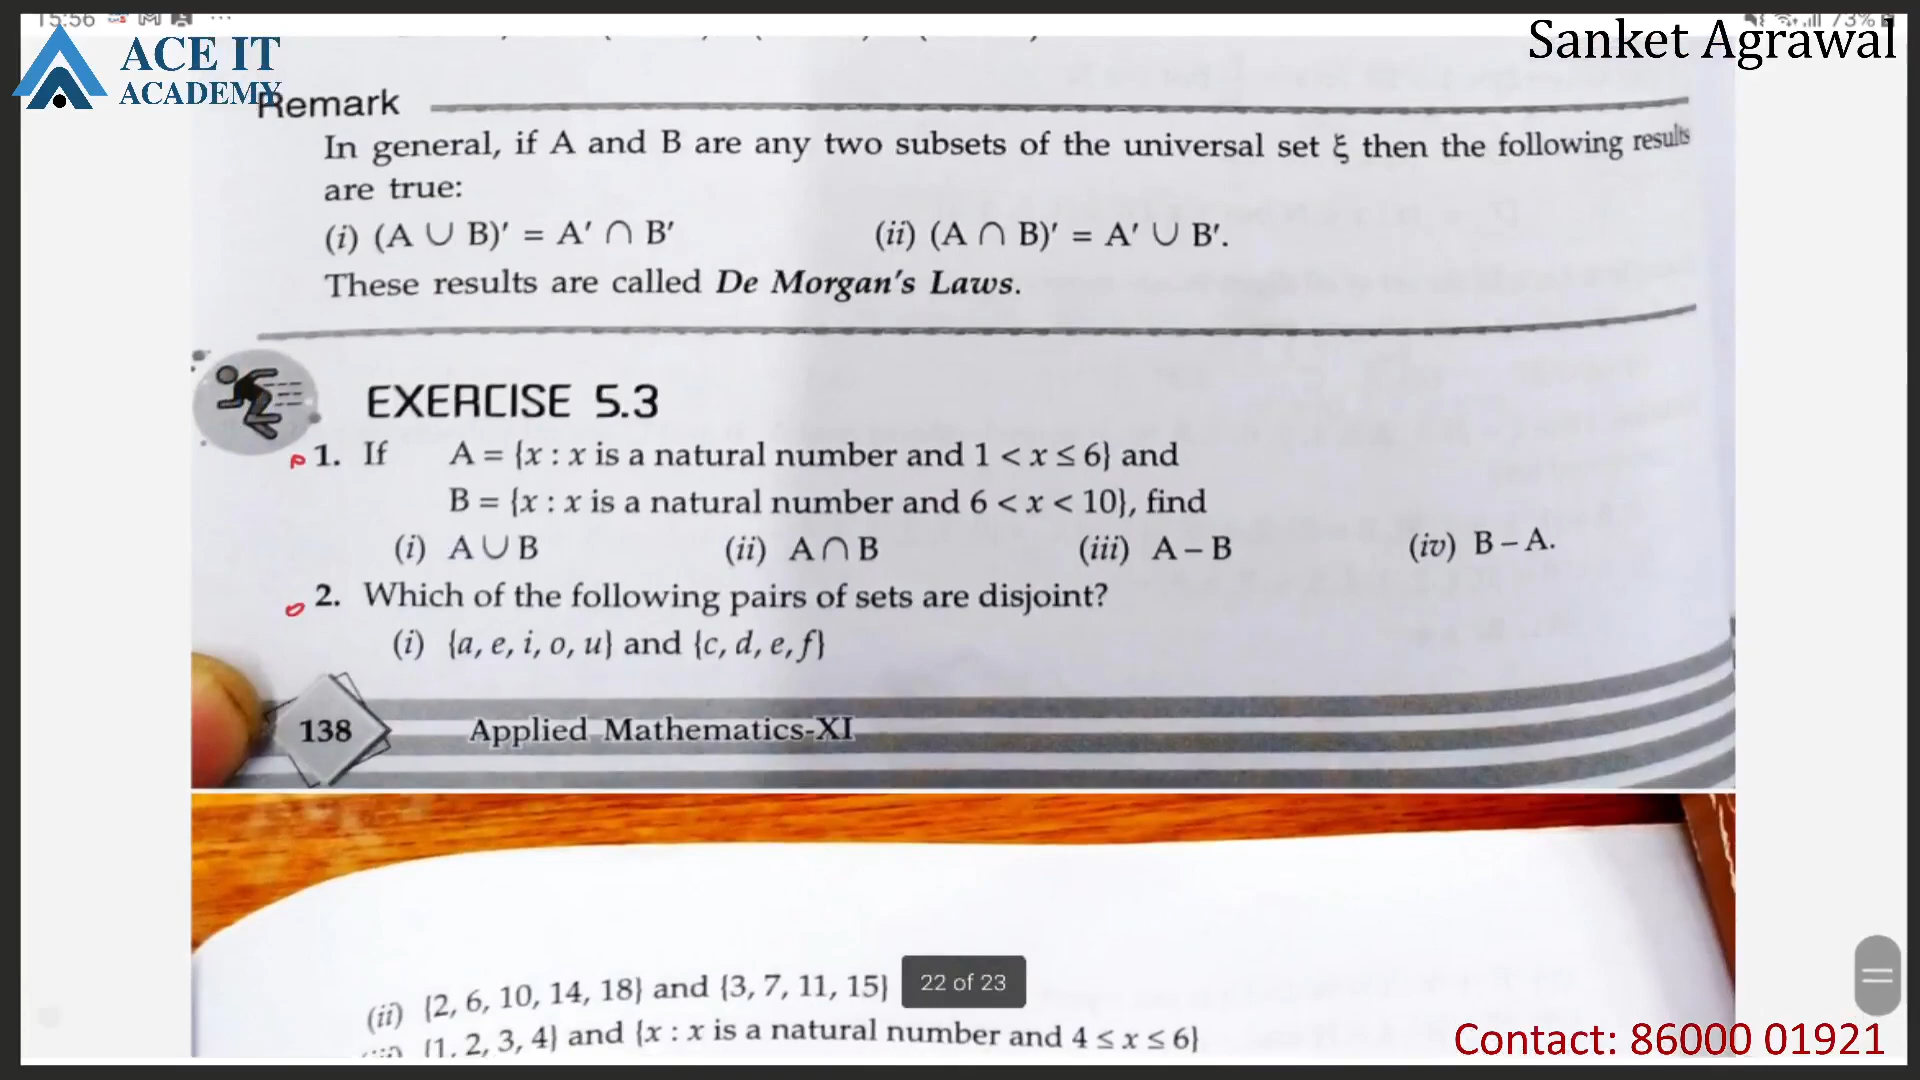 15:56
73%
ACE IT
ACADEMY
Sanket Agrawal
Remark
In general, if A and B are any two subsets of the universal set ξ then the following results
are true:
(i) (A ∪ B)′ = A′ ∩ B′ (ii) (A ∩ B)′ = A′ ∪ B′.
These results are called De Morgan's Laws.
EXERCISE 5.3
1. If A = {x : x is a natural number and 1 < x ≤ 6} and
B = {x : x is a natural number and 6 < x < 10}, find
(i) A ∪ B (ii) A ∩ B (iii) A – B (iv) B – A.
2. Which of the following pairs of sets are disjoint?
(i) {a, e, i, o, u} and {c, d, e, f}
138 Applied Mathematics-XI
(ii) {2, 6, 10, 14, 18} and {3, 7, 11, 15}
22 of 23
{1, 2, 3, 4} and {x : x is a natural number and 4 ≤ x ≤ 6}
Contact: 86000 01921